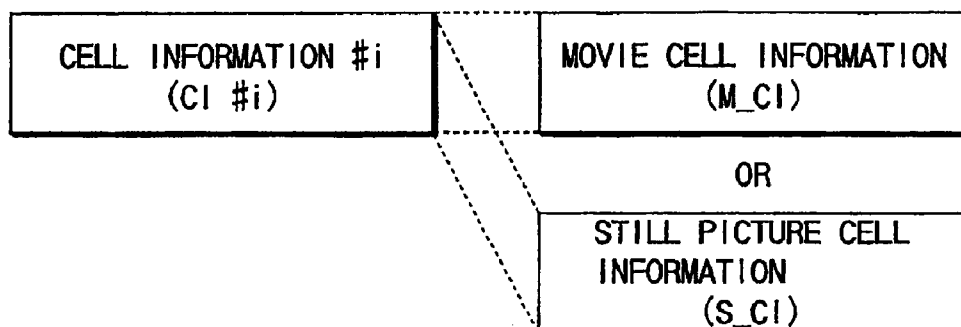 CELL INFORMATION #i
(CI #i)
MOVIE CELL INFORMATION
(M_CI)
OR
STILL PICTURE CELL
INFORMATION
(S_CI)